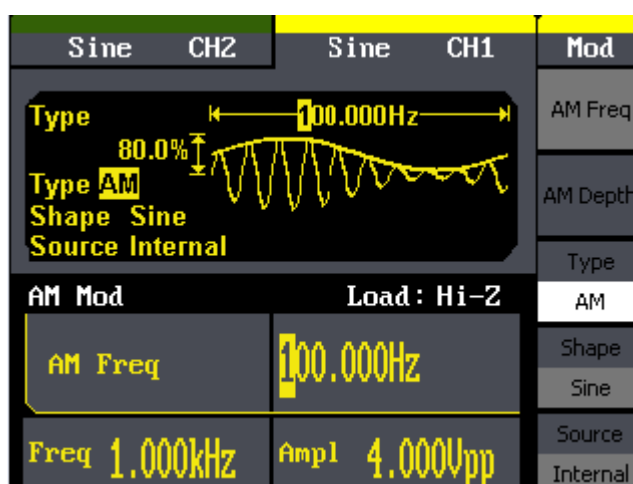 Sine CH2 Sine CH1 Mod
Type 100.000Hz
80.0%
Type AM
Shape Sine
Source Internal
AM Mod Load: Hi-Z
AM Freq 100.000Hz
Freq 1.000kHz Ampl 4.000Vpp
AM Freq
AM Depth
Type
AM
Shape
Sine
Source
Internal